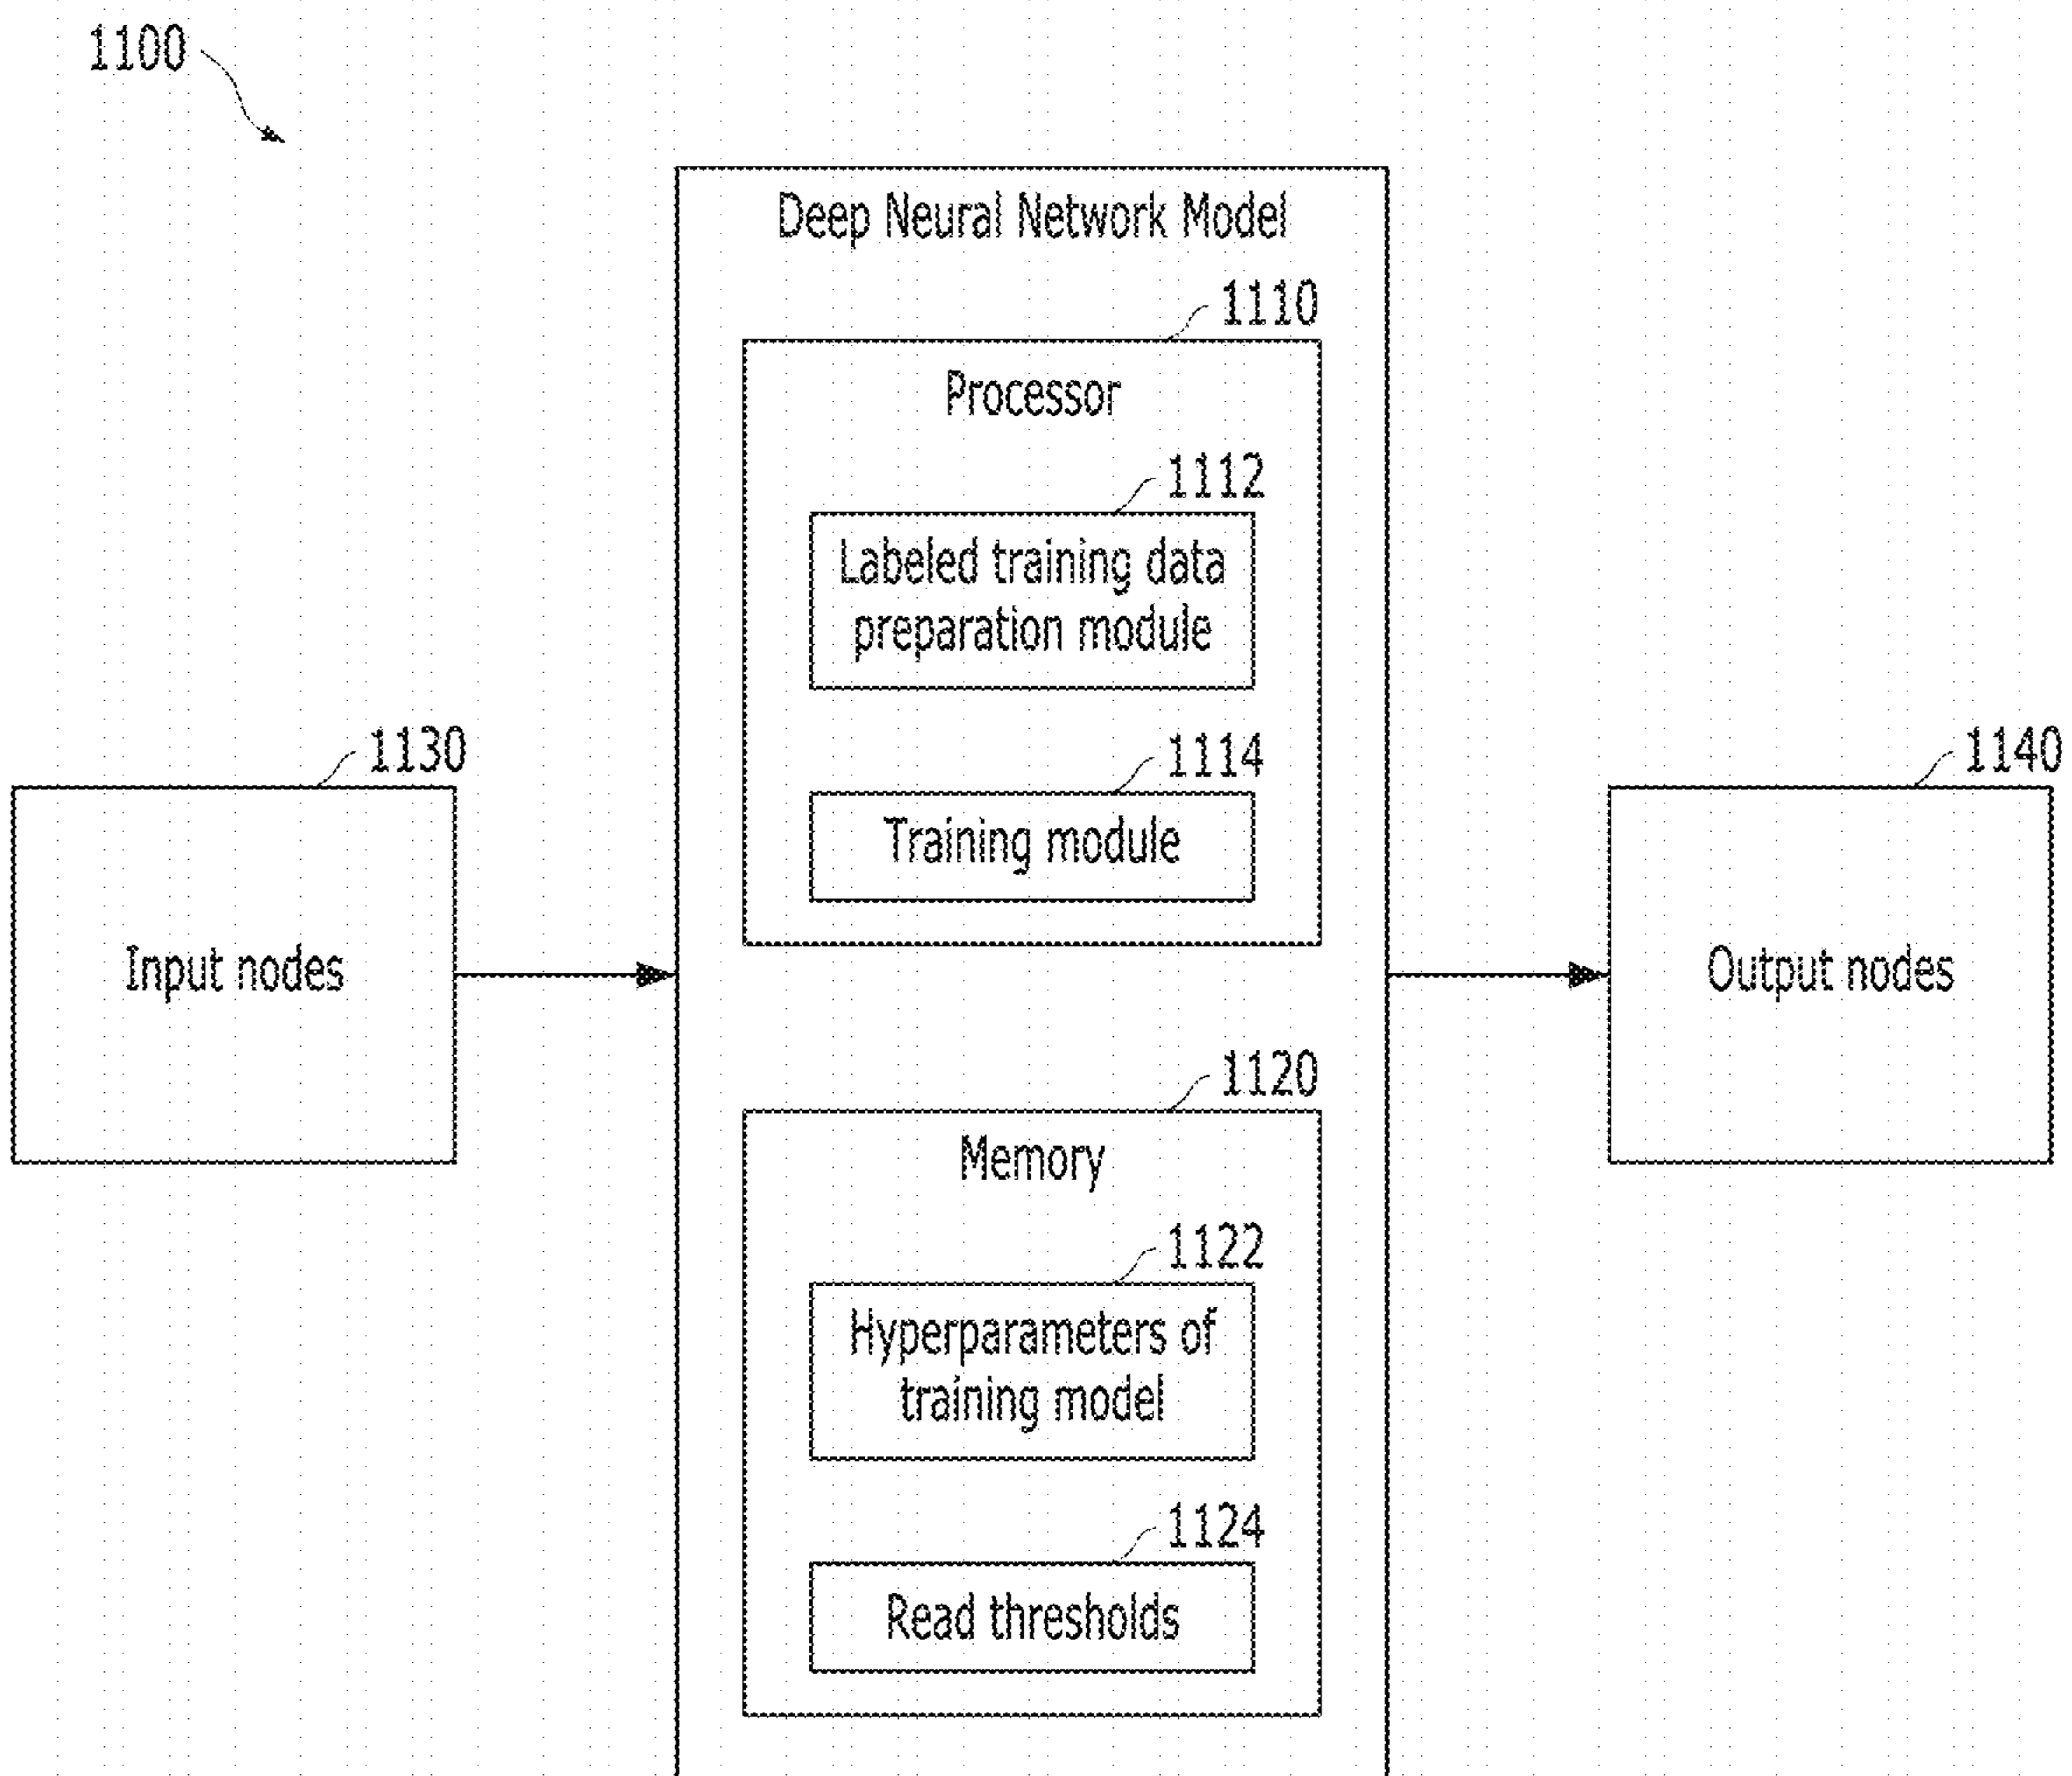 1100
Deep Neural Network Model
1110
Processor
1112
Labeled training data
preparation module
1114
Training module
1130
Input nodes
1140
Output nodes
1120
Memory
1122
Hyperparameters of
training model
1124
Read thresholds